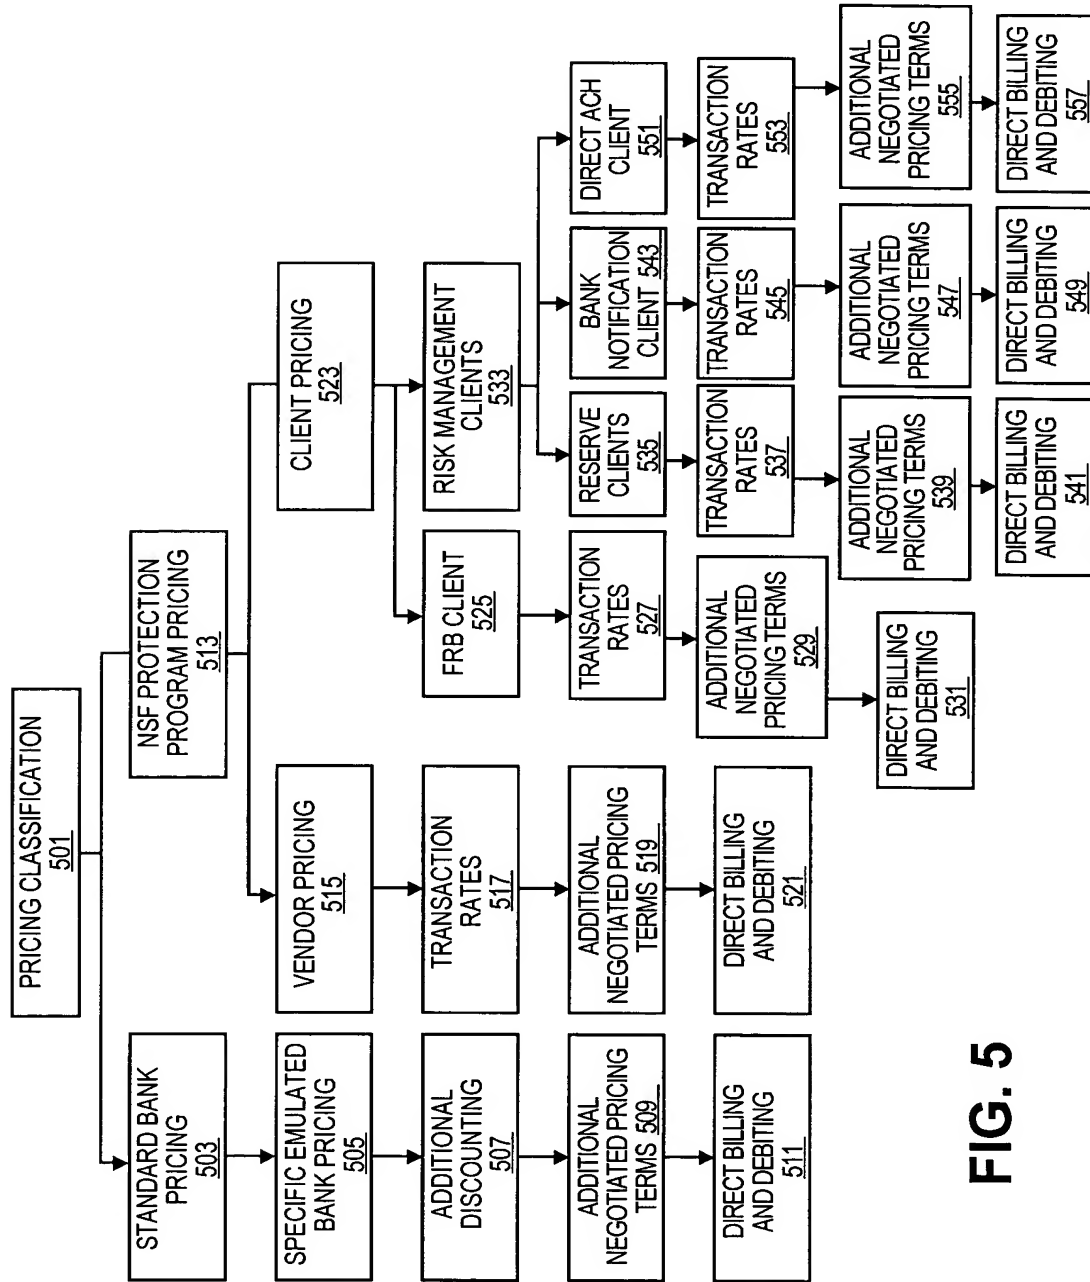 PRICING CLASSIFICATION
501
STANDARD BANK
PRICING
503
NSF PROTECTION
PROGRAM PRICING
513
SPECIFIC EMULATED
BANK PRICING
505
VENDOR PRICING
515
CLIENT PRICING
523
ADDITIONAL
DISCOUNTING
507
TRANSACTION
RATES
517
FRB CLIENT
525
RISK MANAGEMENT
CLIENTS
533
ADDITIONAL
NEGOTIATED PRICING
TERMS 509
ADDITIONAL
NEGOTIATED PRICING
TERMS 519
TRANSACTION
RATES
527
RESERVE
CLIENTS
535
BANK
NOTIFICATION
CLIENT 543
DIRECT ACH
CLIENT
551
DIRECT BILLING
AND DEBITING
511
DIRECT BILLING
AND DEBITING
521
ADDITIONAL
NEGOTIATED
PRICING TERMS
529
TRANSACTION
RATES
537
TRANSACTION
RATES
545
TRANSACTION
RATES
553
DIRECT BILLING
AND DEBITING
531
ADDITIONAL
NEGOTIATED
PRICING TERMS
539
ADDITIONAL
NEGOTIATED
PRICING TERMS
547
ADDITIONAL
NEGOTIATED
PRICING TERMS
555
DIRECT BILLING
AND DEBITING
541
DIRECT BILLING
AND DEBITING
549
DIRECT BILLING
AND DEBITING
557
FIG. 5